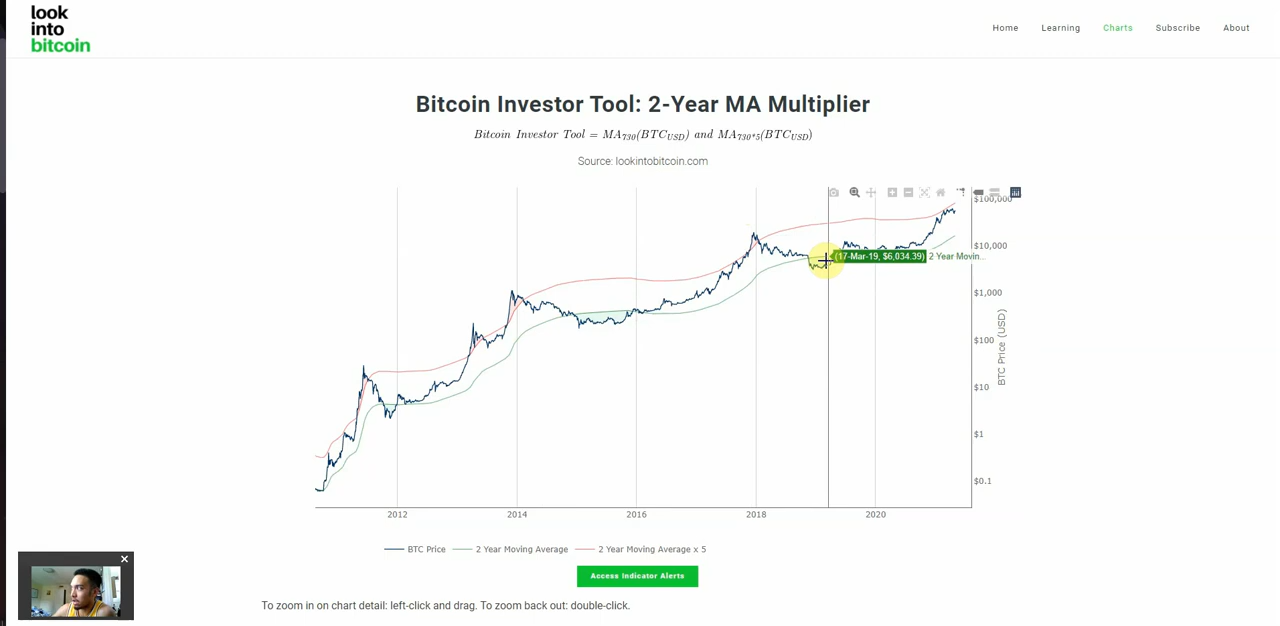 look
into
bitcoin
Home Learning Charts Subscribe About
Bitcoin Investor Tool: 2-Year MA Multiplier
Bitcoin Investor Tool = MA730(BTCUSD) and MA730*5(BTCUSD)
Source: lookintobitcoin.com
$100,000
$10,000
(17-Mar-19, $6,034.39) 2 Year Movin...
$1,000
$100
$10
$1
$0.1
BTC Price (USD)
2012 2014 2016 2018 2020
BTC Price 2 Year Moving Average 2 Year Moving Average x 5
Access Indicator Alerts
To zoom in on chart detail: left-click and drag. To zoom back out: double-click.